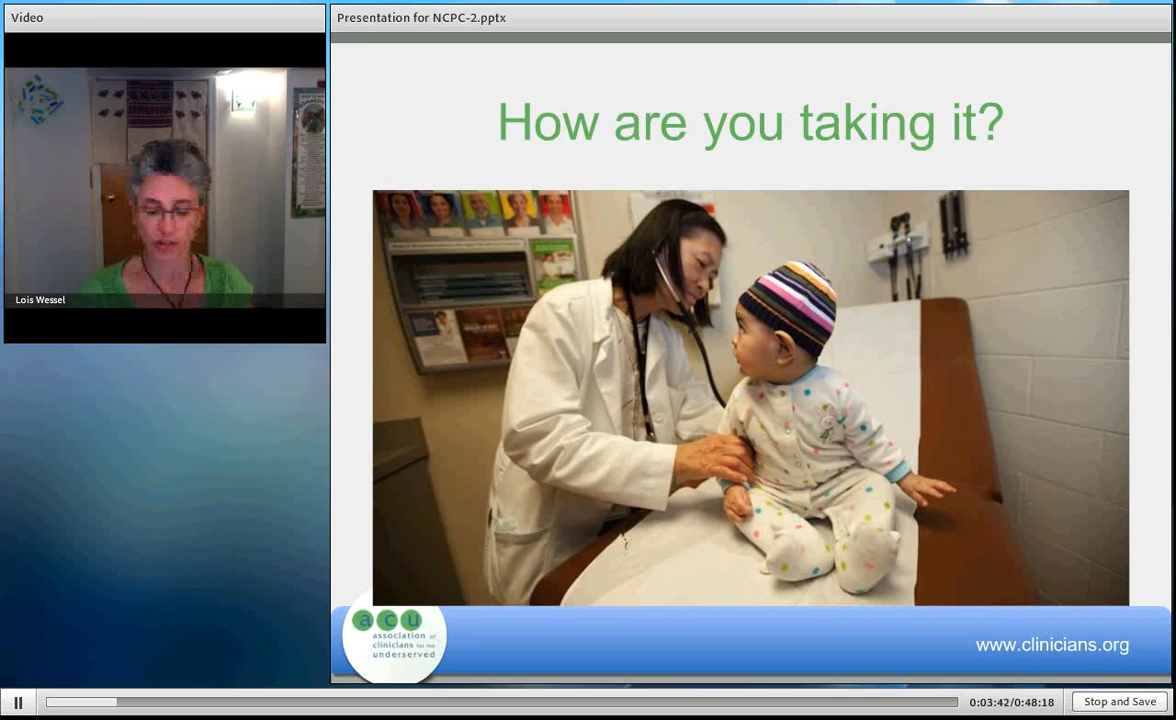 Video
Presentation for NCPC-2.pptx
How are you taking it?
Lois Wessel
acu
association of
clinicians for the
underserved
www.clinicians.org
0:03:42/0:48:18
Stop and Save